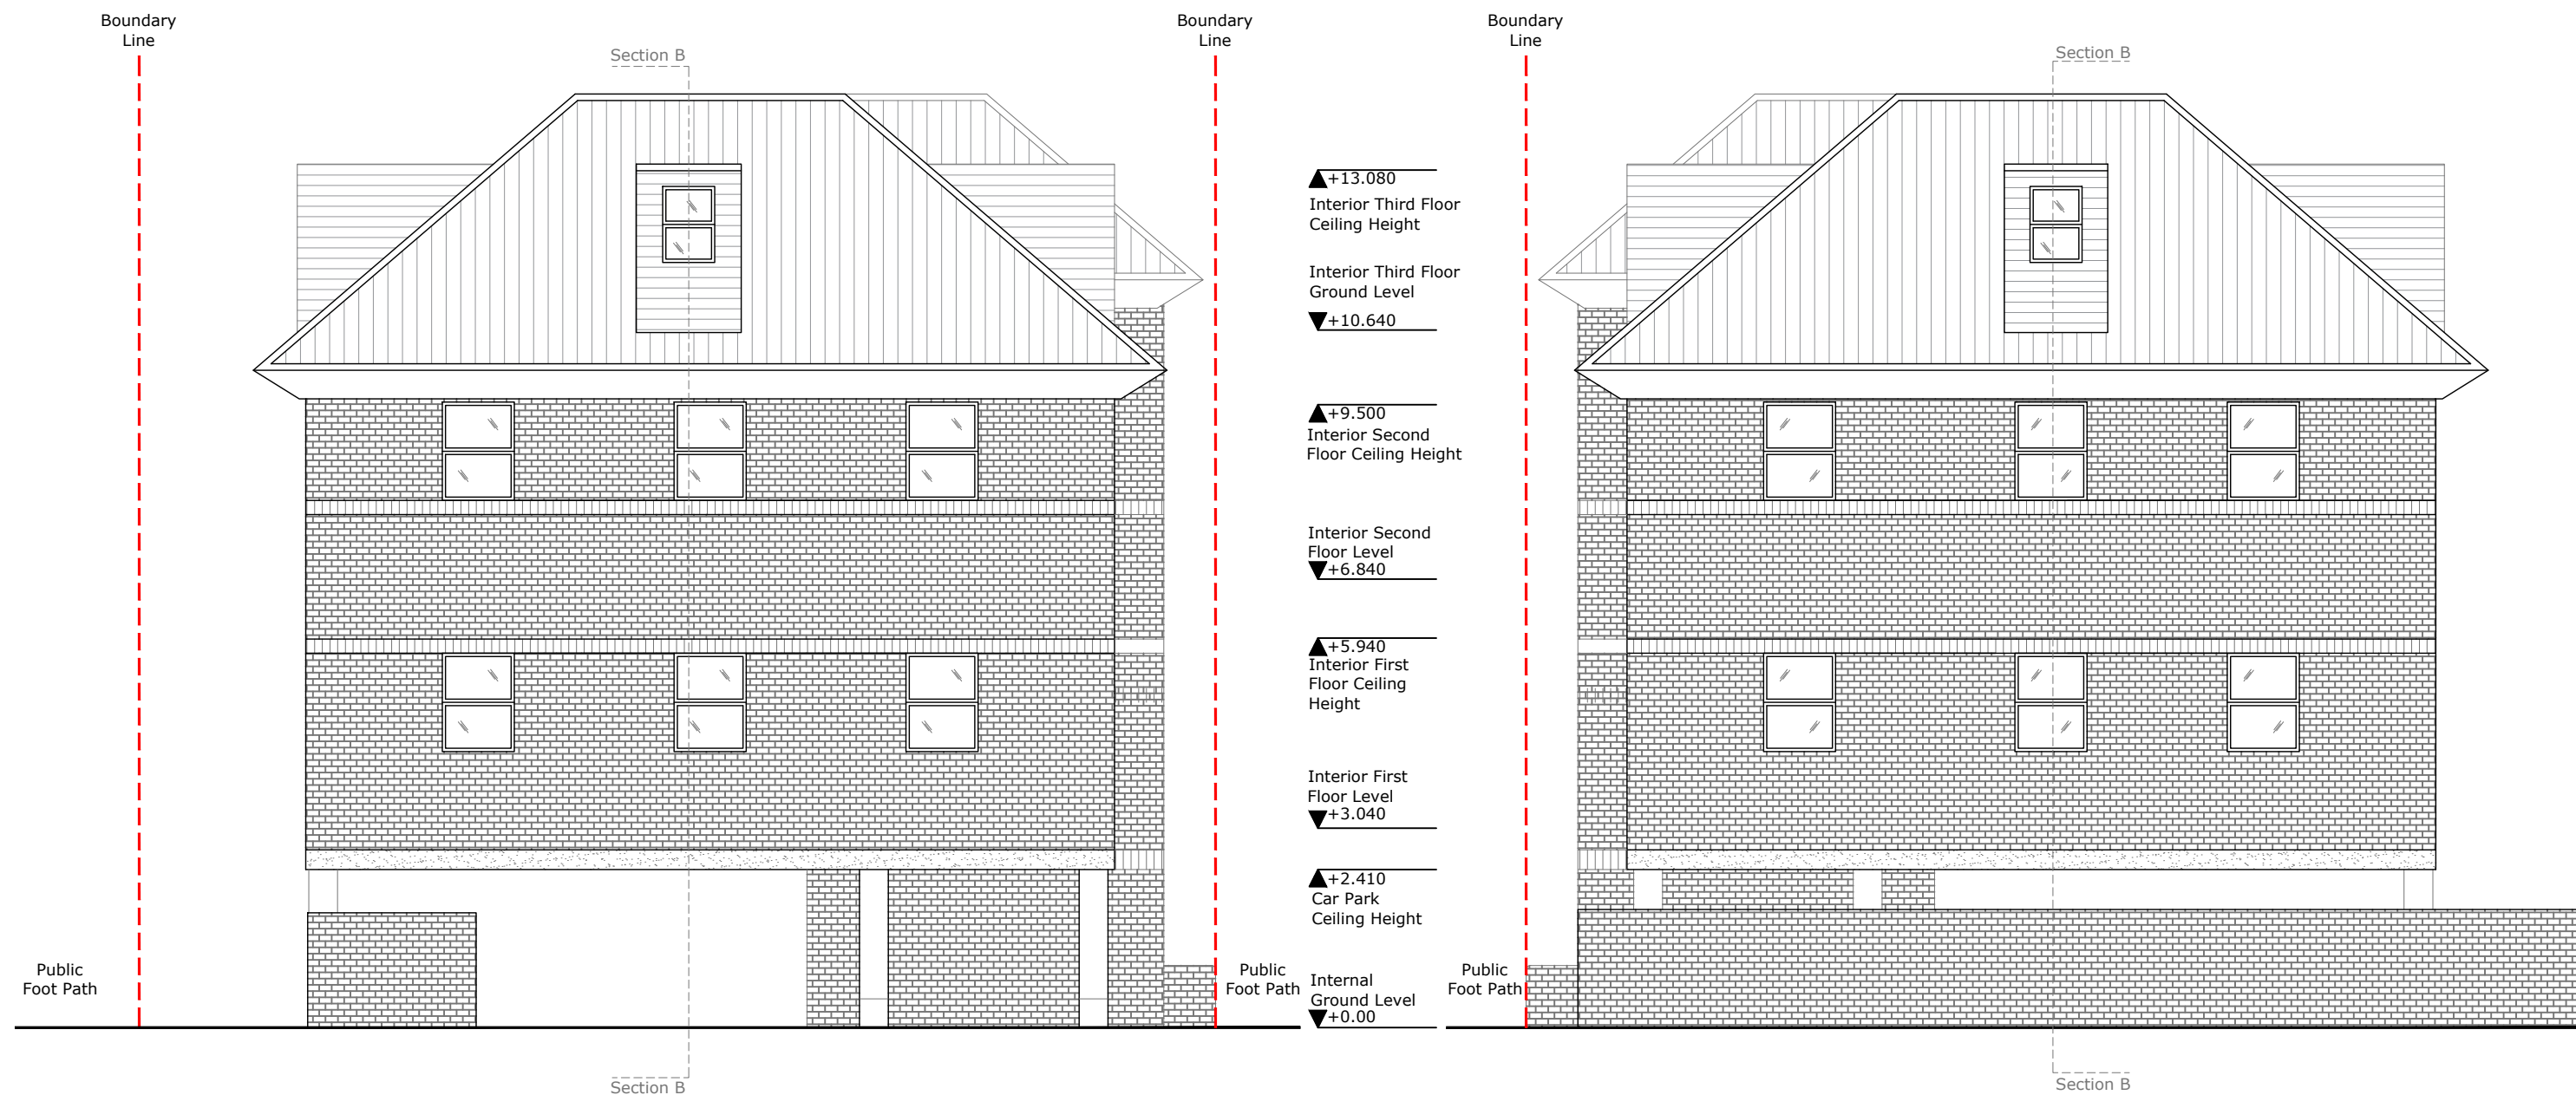 Boundary
Line
Section B
Boundary
Line
Boundary
Line
Section B
+13.080
Interior Third Floor
Ceiling Height
Interior Third Floor
Ground Level
+10.640
+9.500
Interior Second
Floor Ceiling Height
Interior Second
Floor Level
+6.840
+5.940
Interior First
Floor Ceiling
Height
Interior First
Floor Level
+3.040
+2.410
Car Park
Ceiling Height
Public
Foot Path
Public
Foot Path
Internal
Ground Level
+0.00
Public
Foot Path
Section B
Section B